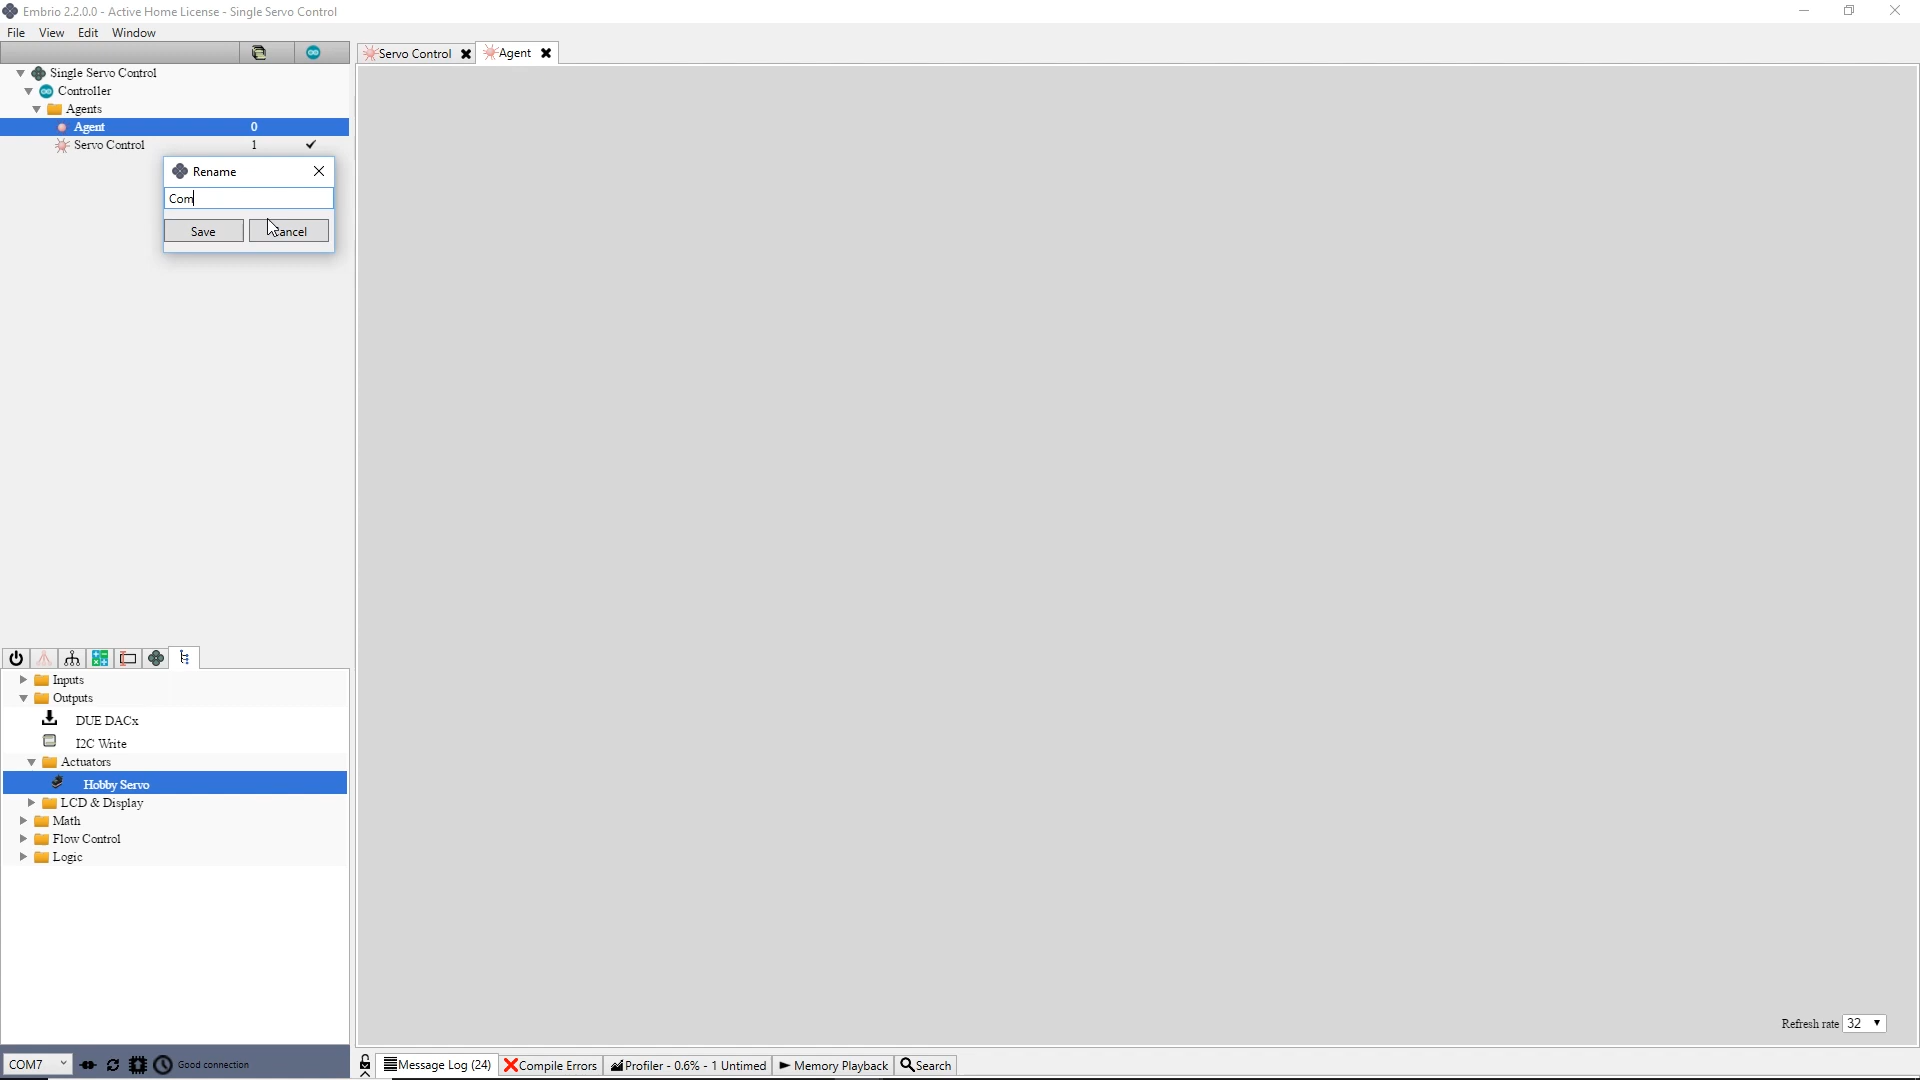 Embrio 2.2.0.0 - Active Home License - Single Servo Control
File View Edit Window
Servo Control
Agent
Single Servo Control
Controller
Agents
Agent 0
Servo Control 1
Rename
Com
Save
Cancel
Inputs
Outputs
DUE DACx
I2C Write
Actuators
Hobby Servo
LCD & Display
Math
Flow Control
Logic
Refresh rate 32
COM7 Good connection
Message Log (24)
Compile Errors
Profiler - 0.6% - 1 Untimed
Memory Playback
Search